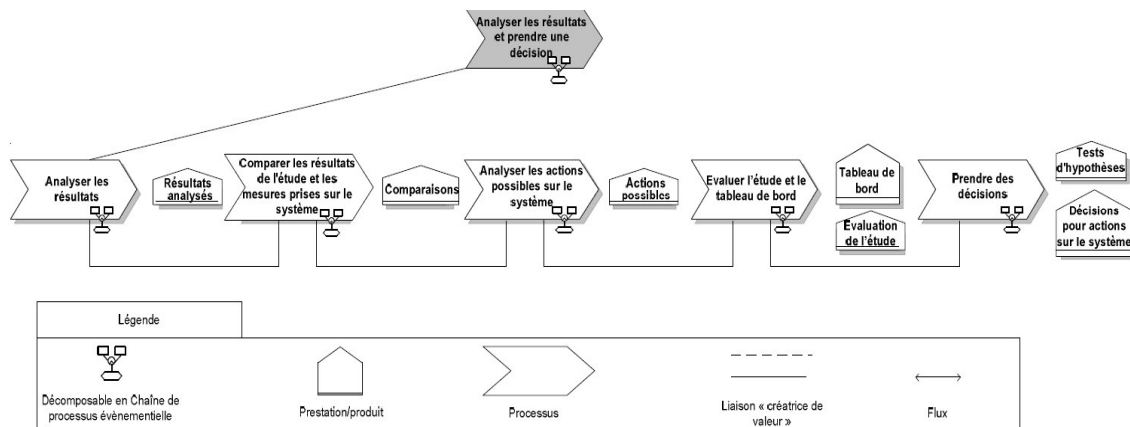 Analyser les résultats
et prendre une
décision
Analyser les
résultats
Résultats
analysés
Comparer les résultats
de l'étude et les
mesures prises sur le
système
Comparaisons
Analyser les actions
possibles sur le
système
Actions
possibles
Evaluer l'étude et le
tableau de bord
Tableau de
bord
Évaluation
de l'étude
Prendre des
décisions
Tests
d'hypothèses
Décisions
pour actions
sur le système
Légende
Décomposable en Chaîne de
processus évènementielle
Prestation/produit
Processus
Liaison « créatrice de
valeur »
Flux